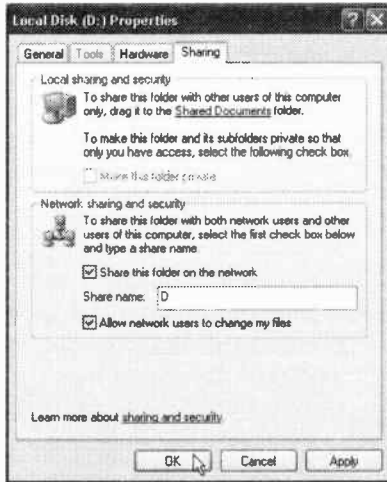 Local Disk (D:) Properties
General Tools Hardware Sharing
Local sharing and security
To share this folder with other users of this computer
only, drag it to the Shared Documents folder.
To make this folder and its subfolders private so that
only you have access, select the following check box.
Make this folder private
Network sharing and security
To share this folder with both network users and other
users of this computer, select the first check box below
and type a share name.
Share this folder on the network
Share name: D
Allow network users to change my files
Learn more about sharing and security.
OK Cancel Apply